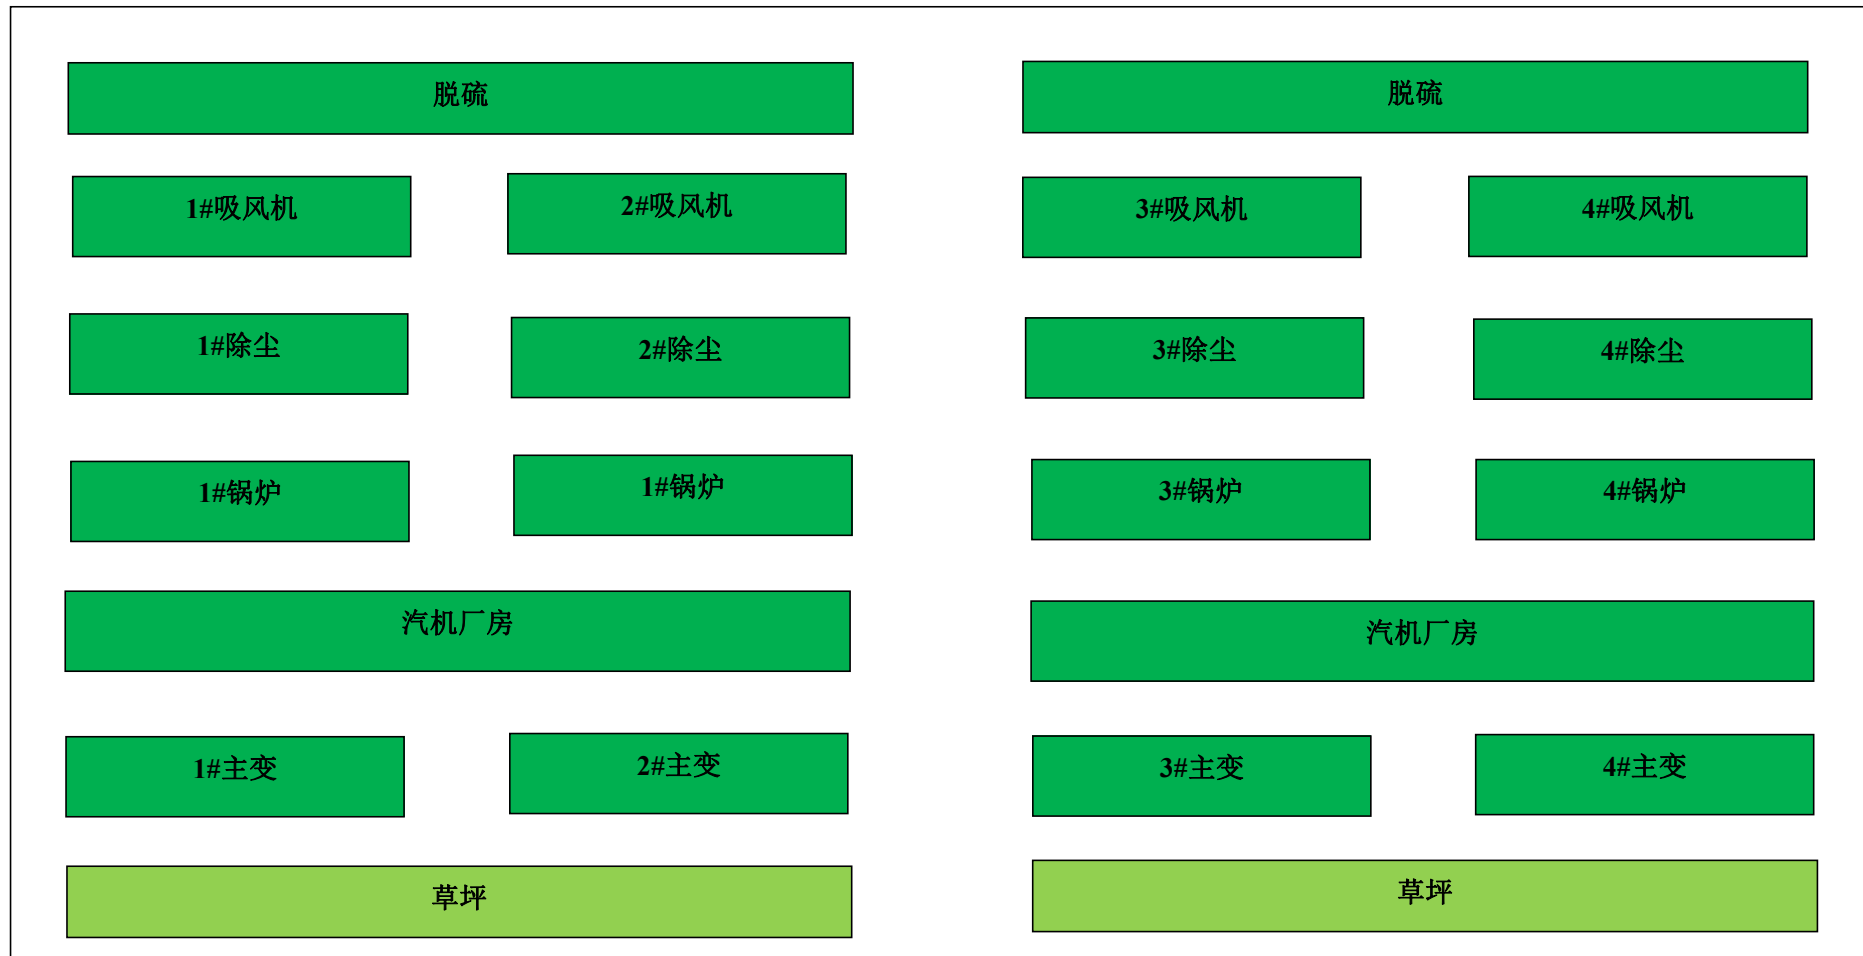 脱硫
脱硫
1#吸风机
2#吸风机
3#吸风机
4#吸风机
1#除尘
2#除尘
3#除尘
4#除尘
1#锅炉
1#锅炉
3#锅炉
4#锅炉
汽机厂房
汽机厂房
1#主变
2#主变
3#主变
4#主变
草坪
草坪